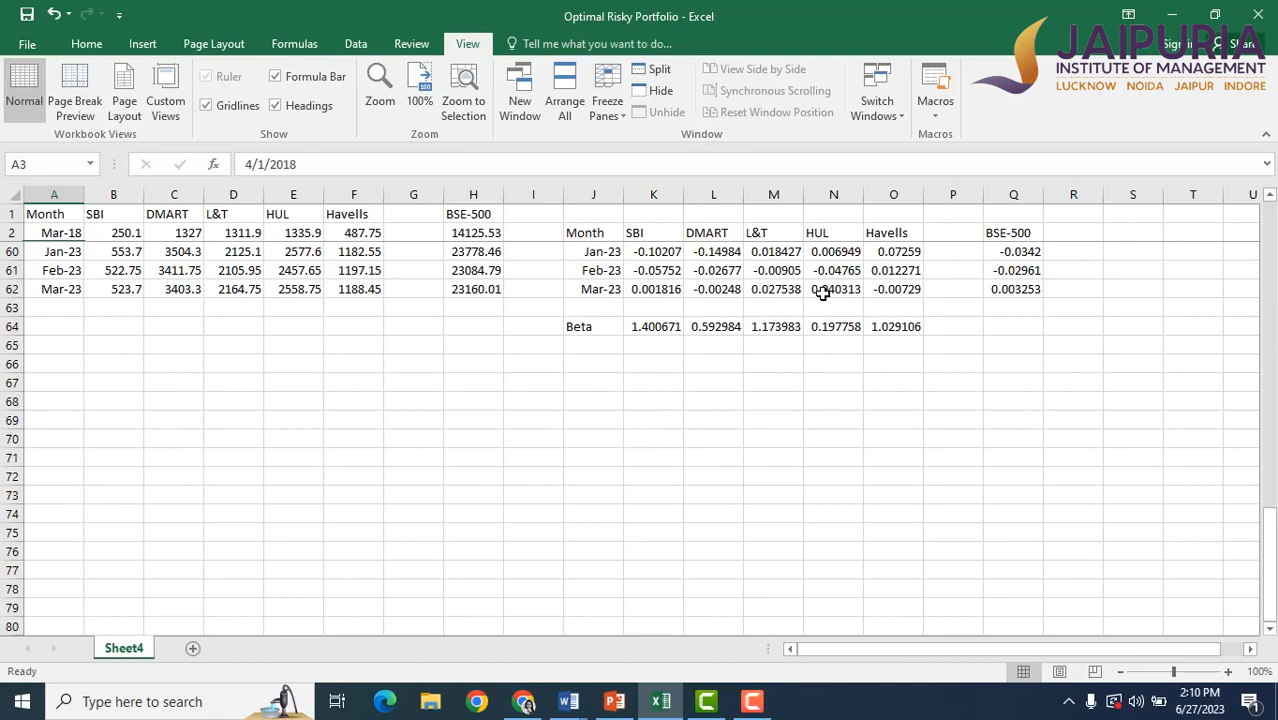 Optimal Risky Portfolio - Excel
JAIPURIA
INSTITUTE OF MANAGEMENT
LUCKNOW NOIDA JAIPUR INDORE
File Home Insert Page Layout Formulas Data Review View Tell me what you want to do... Share
Normal
Page Break Preview
Page Layout
Custom Views
Ruler
Formula Bar
Gridlines
Headings
Zoom
100%
Zoom to Selection
New Window
Arrange All
Freeze Panes
Split
Hide
Unhide
View Side by Side
Synchronous Scrolling
Reset Window Position
Switch Windows
Macros
Workbook Views Show Zoom Window Macros
A3 fx 4/1/2018
A B C D E F G H I J K L M N O P Q R S T U
1 Month SBI DMART L&T HUL Havells BSE-500
2 Mar-18 250.1 1327 1311.9 1335.9 487.75 14125.53 Month SBI DMART L&T HUL Havells BSE-500
60 Jan-23 553.7 3504.3 2125.1 2577.6 1182.55 23778.46 Jan-23 -0.10207 -0.14984 0.018427 0.006949 0.07259 -0.0342
61 Feb-23 522.75 3411.75 2105.95 2457.65 1197.15 23084.79 Feb-23 -0.05752 -0.02677 -0.00905 -0.04765 0.012271 -0.02961
62 Mar-23 523.7 3403.3 2164.75 2558.75 1188.45 23160.01 Mar-23 0.001816 -0.00248 0.027538 0.040313 -0.00729 0.003253
63
64 Beta 1.400671 0.592984 1.173983 0.197758 1.029106
65
66
67
68
69
70
71
72
73
74
75
76
77
78
79
80
Sheet4
Ready 100%
Type here to search
2:10 PM
6/27/2023
1